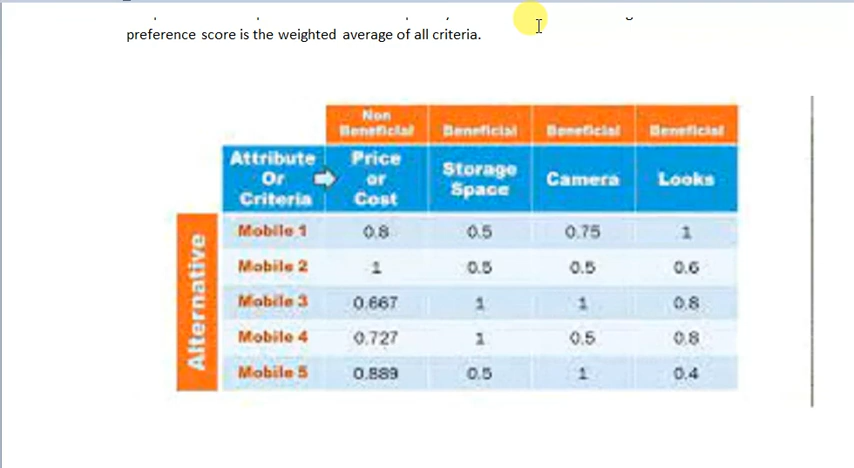 preference score is the weighted average of all criteria.
Non Beneficial Beneficial Beneficial Beneficial
Attribute Or Criteria Price or Cost Storage Space Camera Looks
Alternative
Mobile 1 0.8 0.5 0.75 1
Mobile 2 1 0.5 0.5 0.6
Mobile 3 0.667 1 1 0.8
Mobile 4 0.727 1 0.5 0.8
Mobile 5 0.889 0.5 1 0.4